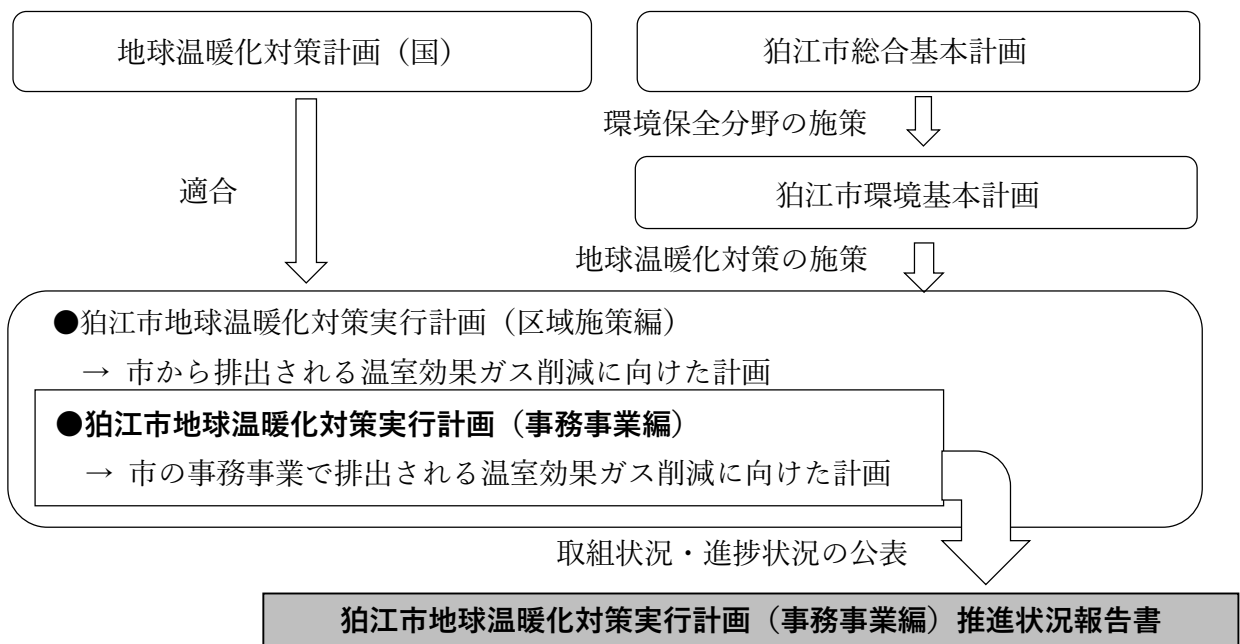 地球温暖化対策計画（国）
狛江市総合基本計画
環境保全分野の施策
適合
狛江市環境基本計画
地球温暖化対策の施策
●狛江市地球温暖化対策実行計画（区域施策編）
→ 市から排出される温室効果ガス削減に向けた計画
●狛江市地球温暖化対策実行計画（事務事業編）
→ 市の事務事業で排出される温室効果ガス削減に向けた計画
取組状況・進捗状況の公表
狛江市地球温暖化対策実行計画（事務事業編）推進状況報告書